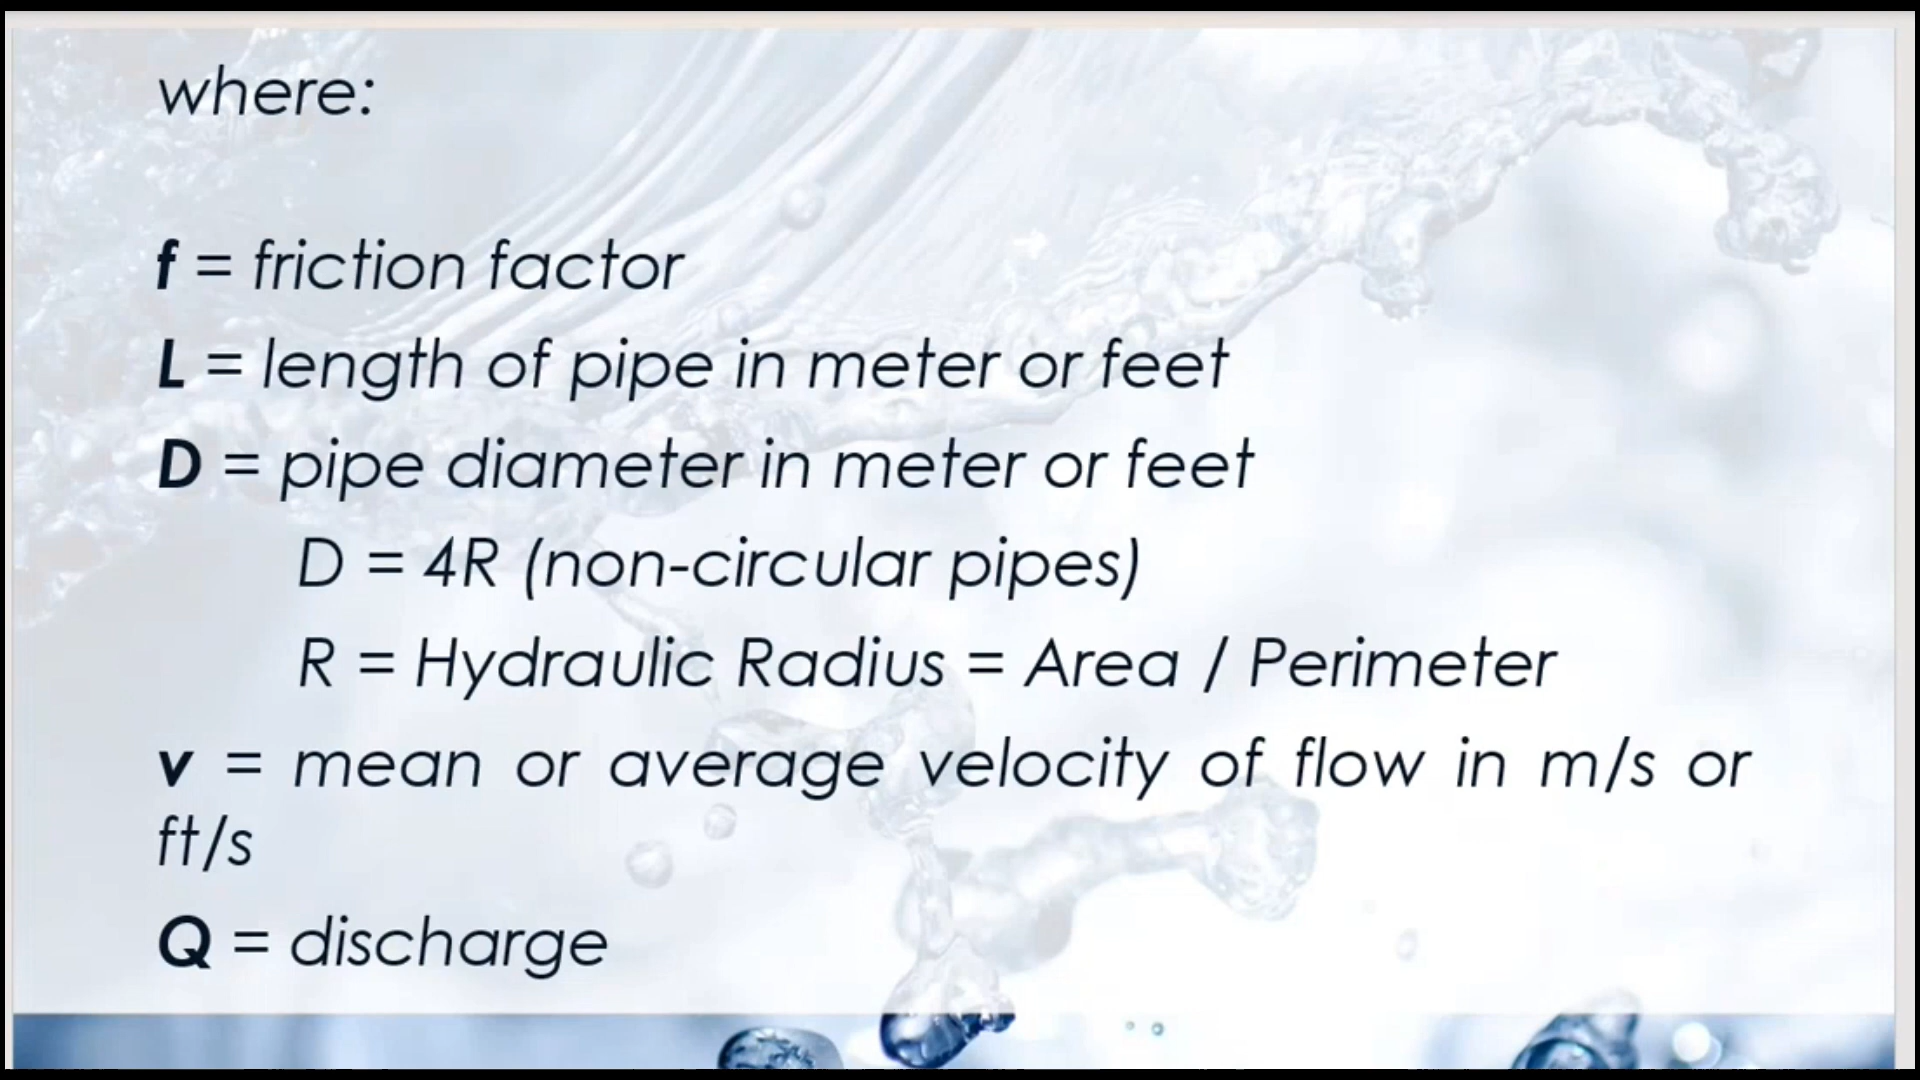 where:
f = friction factor
L = length of pipe in meter or feet
D = pipe diameter in meter or feet
D = 4R (non-circular pipes)
R = Hydraulic Radius = Area / Perimeter
v = mean or average velocity of flow in m/s or
ft/s
Q = discharge